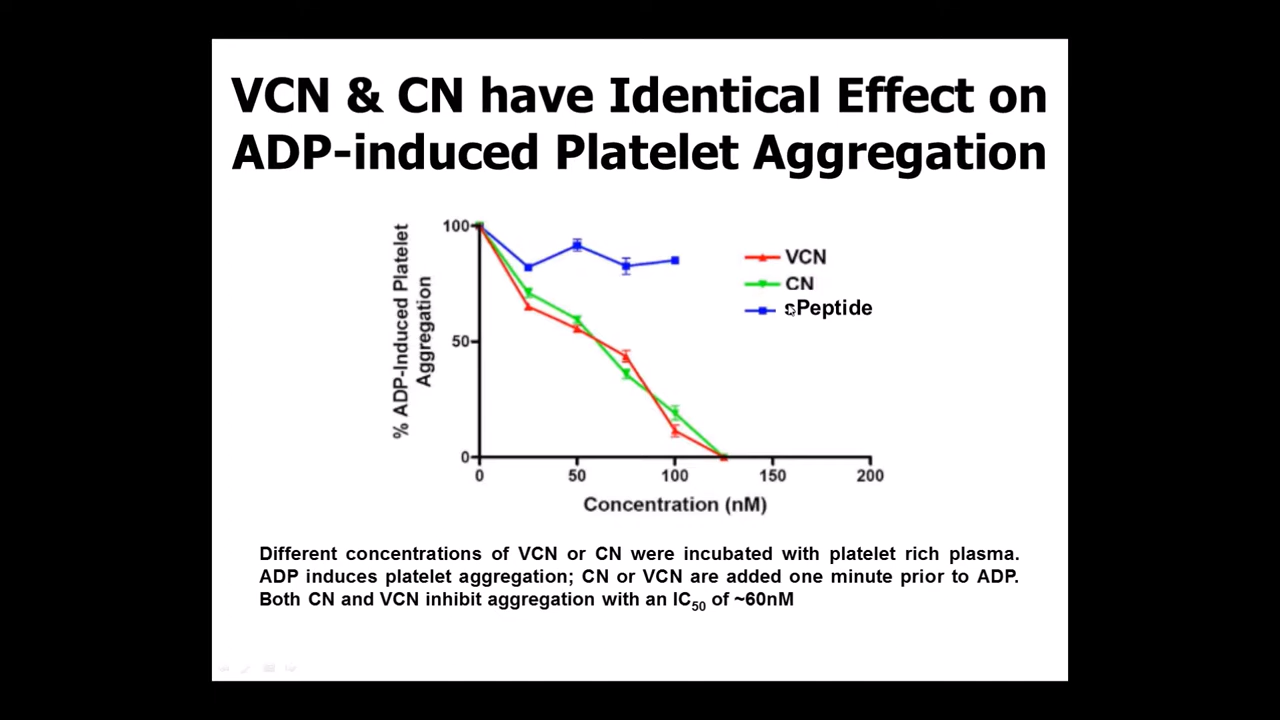 VCN & CN have Identical Effect on
ADP-induced Platelet Aggregation
% ADP-Induced Platelet
Aggregation
100
50
0
0 50 100 150 200
Concentration (nM)
VCN
CN
sPeptide
Different concentrations of VCN or CN were incubated with platelet rich plasma.
ADP induces platelet aggregation; CN or VCN are added one minute prior to ADP.
Both CN and VCN inhibit aggregation with an IC50 of ~60nM